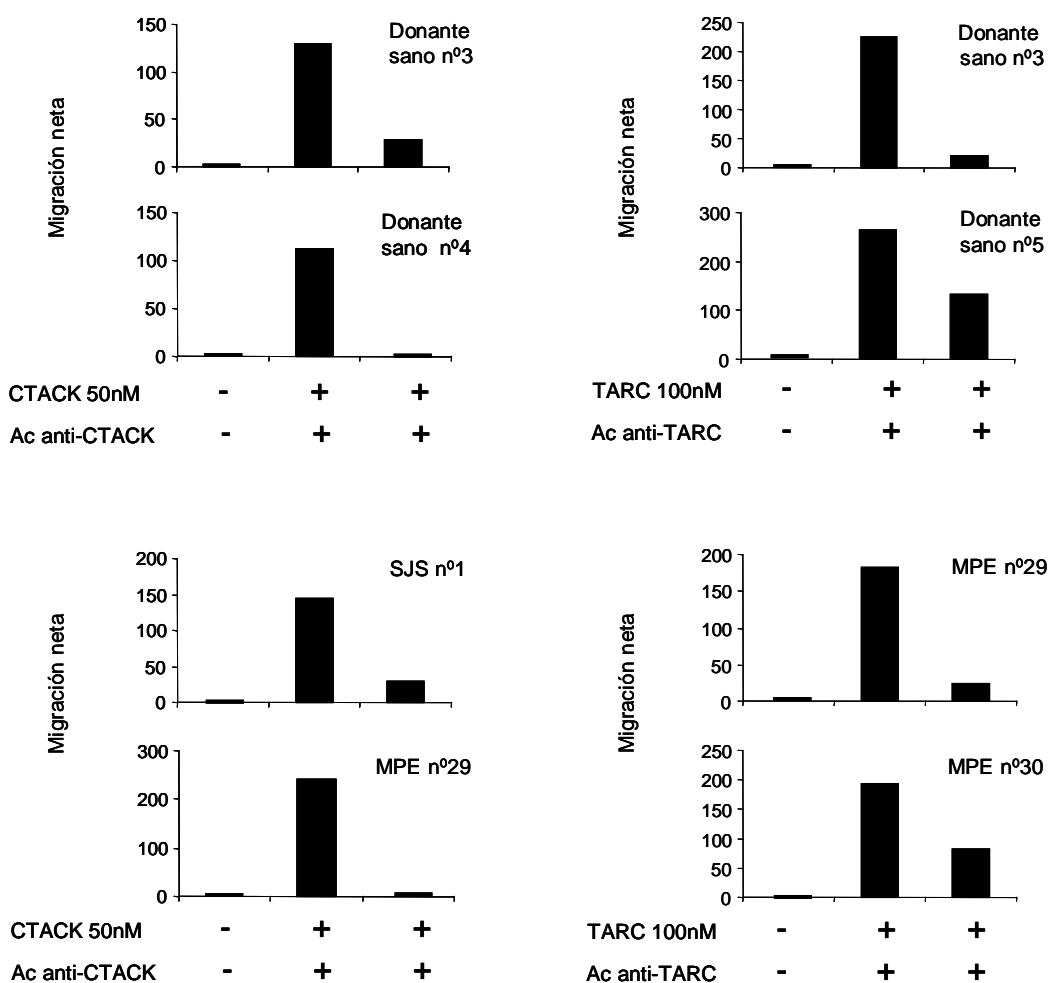 Migración neta
150
100
50
0
Donante
sano nº3
150
100
50
0
Donante
sano nº4
CTACK 50nM - + +
Ac anti-CTACK - + +
Migración neta
250
200
150
100
50
0
Donante
sano nº3
300
200
100
0
Donante
sano nº5
TARC 100nM - + +
Ac anti-TARC - + +
Migración neta
200
150
100
50
0
SJS nº1
300
200
100
0
MPE nº29
CTACK 50nM - + +
Ac anti-CTACK - + +
Migración neta
200
150
100
50
0
MPE nº29
250
200
150
100
50
0
MPE nº30
TARC 100nM - + +
Ac anti-TARC - + +